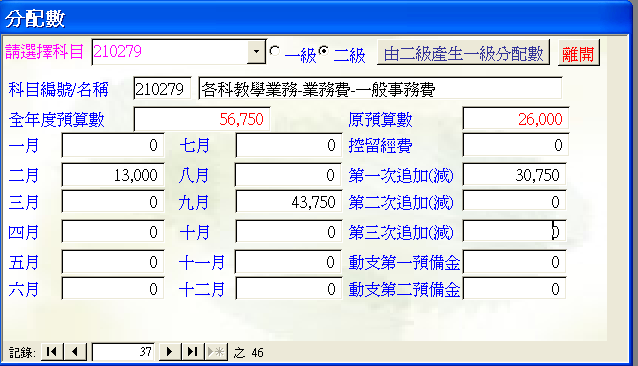 分配數
請選擇科目 210279 一級 二級 由二級產生一級分配數 離開
科目編號/名稱 210279 各科教學業務-業務費-一般事務費
全年度預算數 56,750 原預算數 26,000
一月 0 七月 0 控留經費 0
二月 13,000 八月 0 第一次追加(減) 30,750
三月 0 九月 43,750 第二次追加(減) 0
四月 0 十月 0 第三次追加(減) 0
五月 0 十一月 0 動支第一預備金 0
六月 0 十二月 0 動支第二預備金 0
記錄: 37 之 46